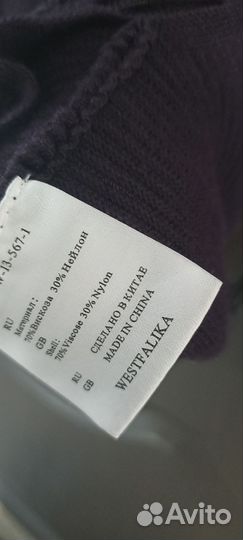 -13-567-1
RU
Материал :
70%Вискоза 30% Нейлон
GB
Shell:
70%Viscose 30% Nylon
RU СДЕЛАНО В КИТАЕ
GB MADE IN CHINA
WESTFALIKA
Avito